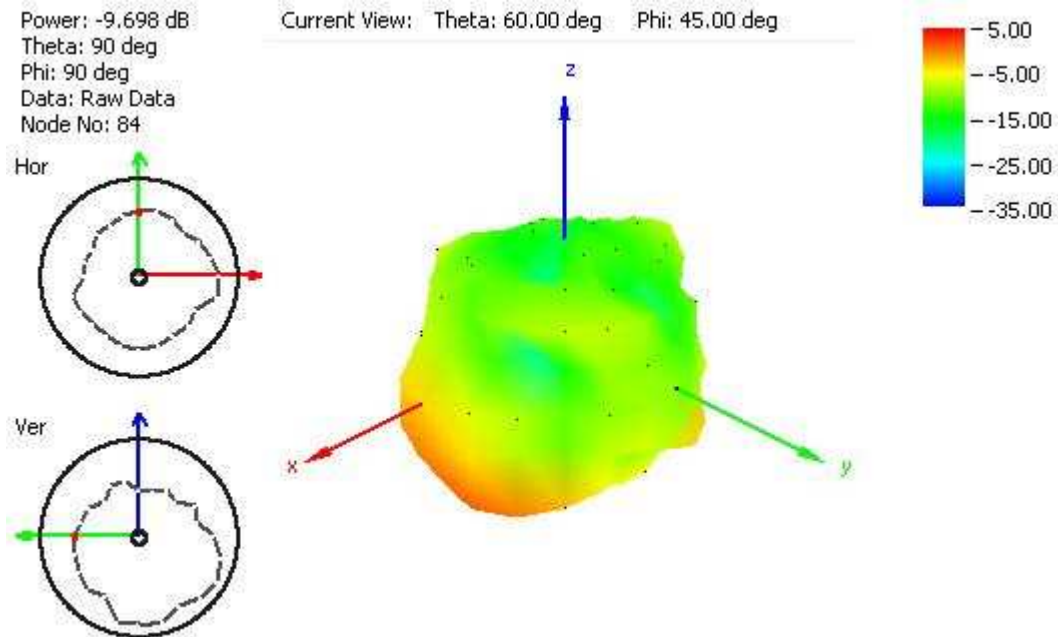 Power: -9.698 dB
Theta: 90 deg
Phi: 90 deg
Data: Raw Data
Node No: 84
Current View: Theta: 60.00 deg Phi: 45.00 deg
5.00
-5.00
-15.00
-25.00
-35.00
Hor
Ver
z
x
y